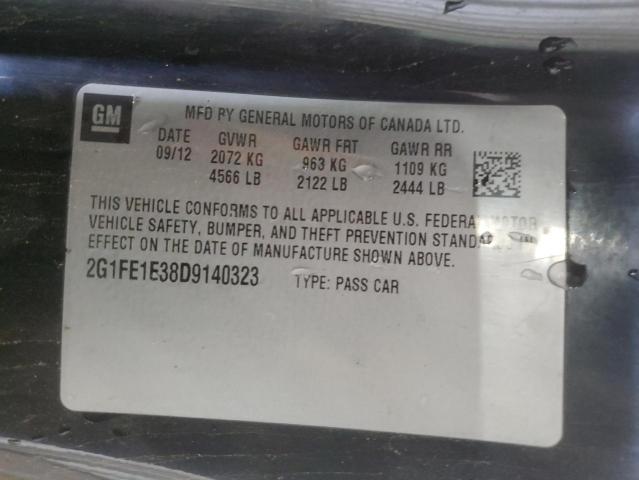 GM
MFD BY GENERAL MOTORS OF CANADA LTD.
DATE GVWR GAWR FRT GAWR RR
09/12 2072 KG 963 KG 1109 KG
4566 LB 2122 LB 2444 LB
THIS VEHICLE CONFORMS TO ALL APPLICABLE U.S. FEDERAL MOTOR
VEHICLE SAFETY, BUMPER, AND THEFT PREVENTION
EFFECT ON THE DATE OF MANUFACTURE SHOWN ABOVE.
2G1FE1E38D9140323 TYPE: PASS CAR